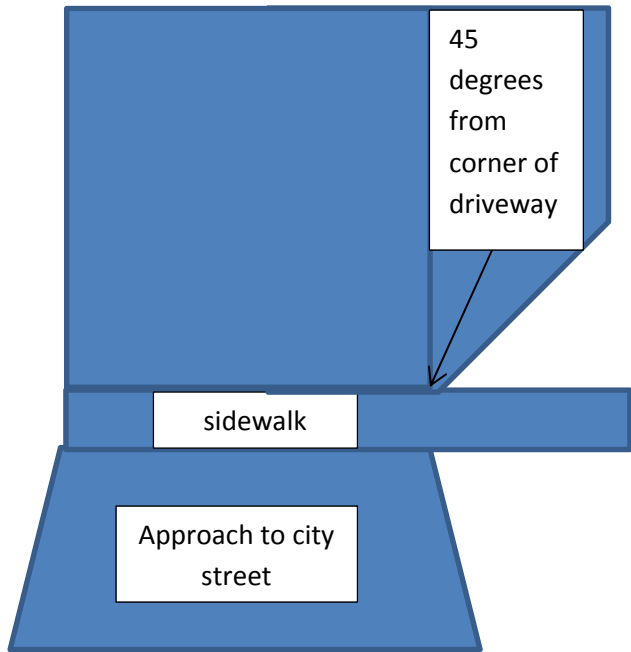 45
degrees
from
corner of
driveway
sidewalk
Approach to city
street